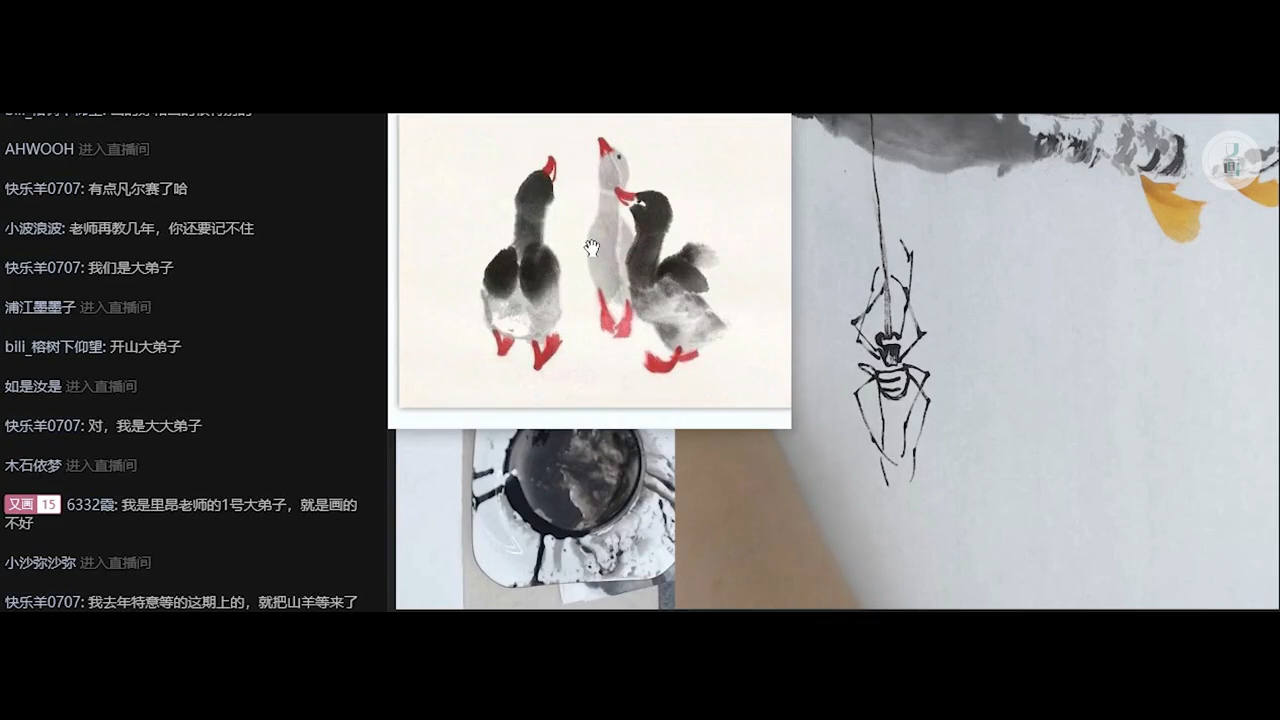 AHWOOH 进入直播间
快乐羊0707: 有点凡尔赛了哈
小波浪波: 老师再教几年，你还要记不住
快乐羊0707: 我们是大弟子
浦江墨墨子 进入直播间
bili_榕树下仰望: 开山大弟子
如是汝是 进入直播间
快乐羊0707: 对，我是大大弟子
木石依梦 进入直播间
又画 15 6332霞: 我是里昂老师的1号大弟子，就是画的
不好
小沙弥沙弥 进入直播间
快乐羊0707: 我去年特意等的这期上的，就把山羊等来了